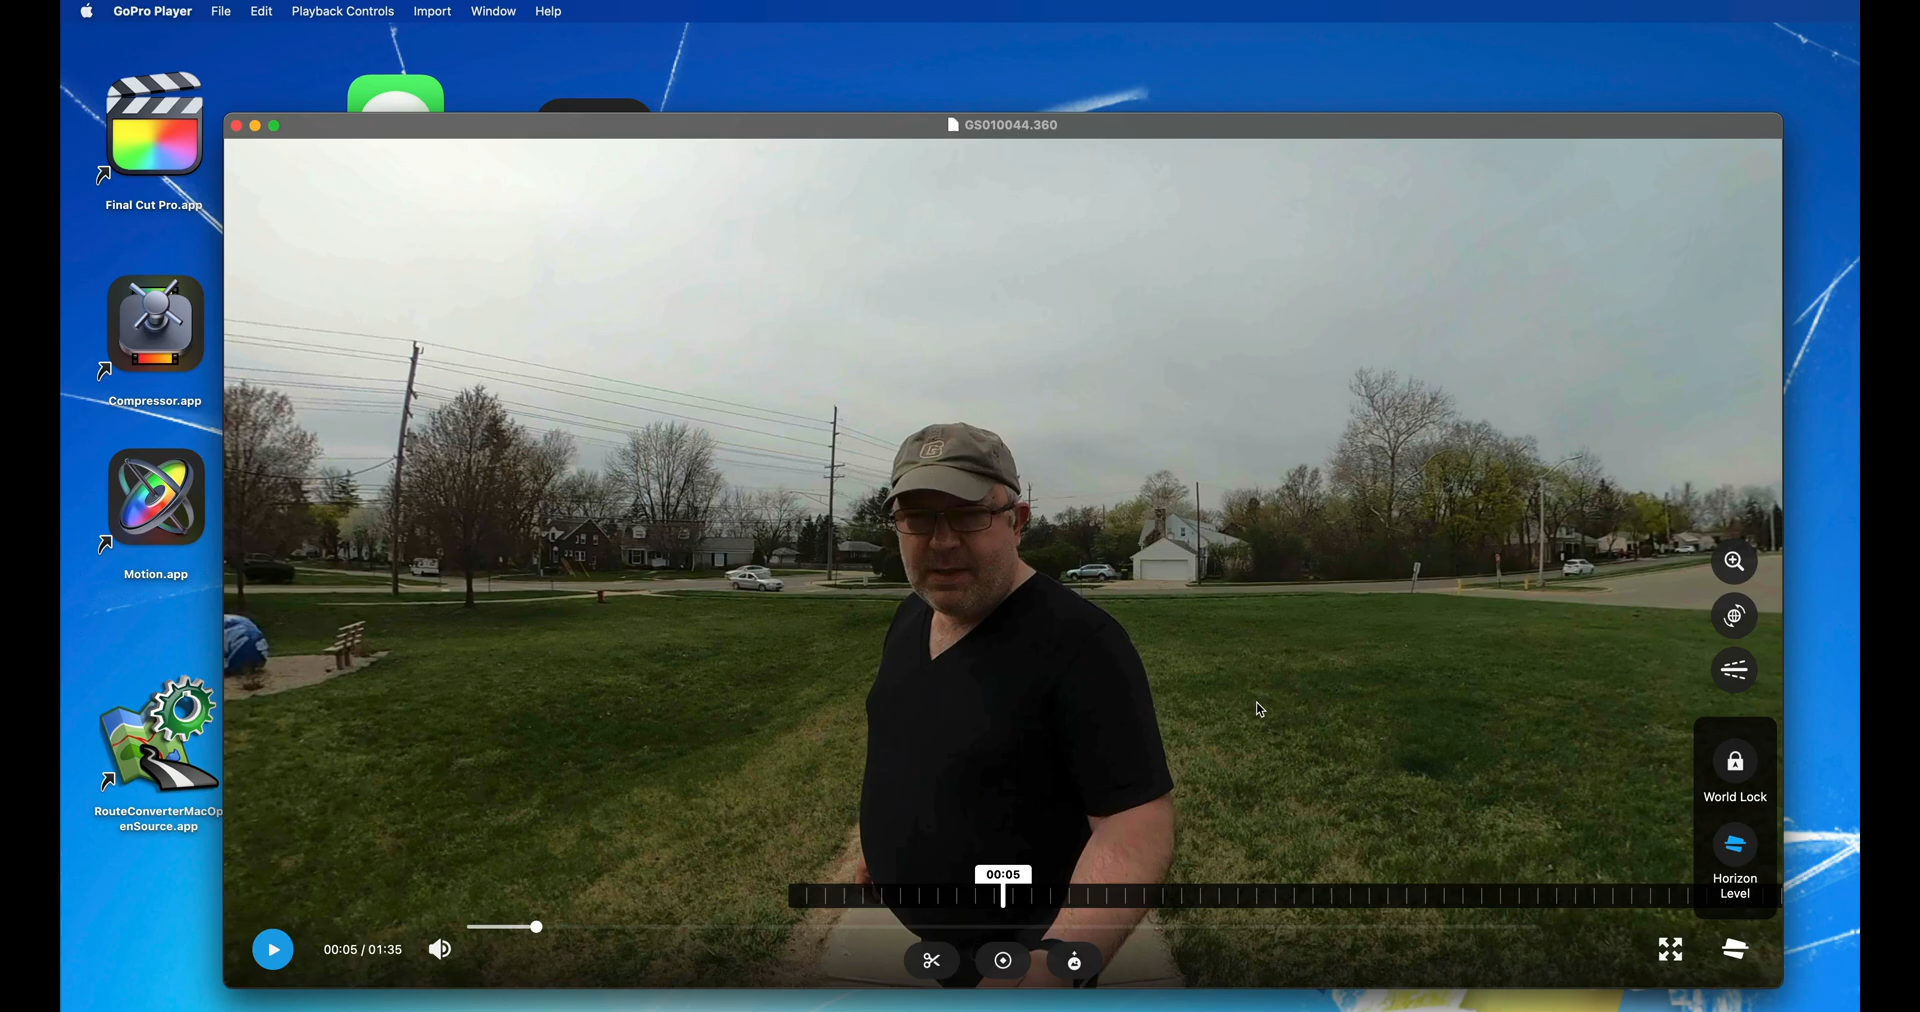 GoPro Player File Edit Playback Controls Import Window Help
GS010044.360
Final Cut Pro.app
Compressor.app
Motion.app
RouteConverterMacOp
enSource.app
G
World Lock
Horizon
Level
00:05
00:05 / 01:35